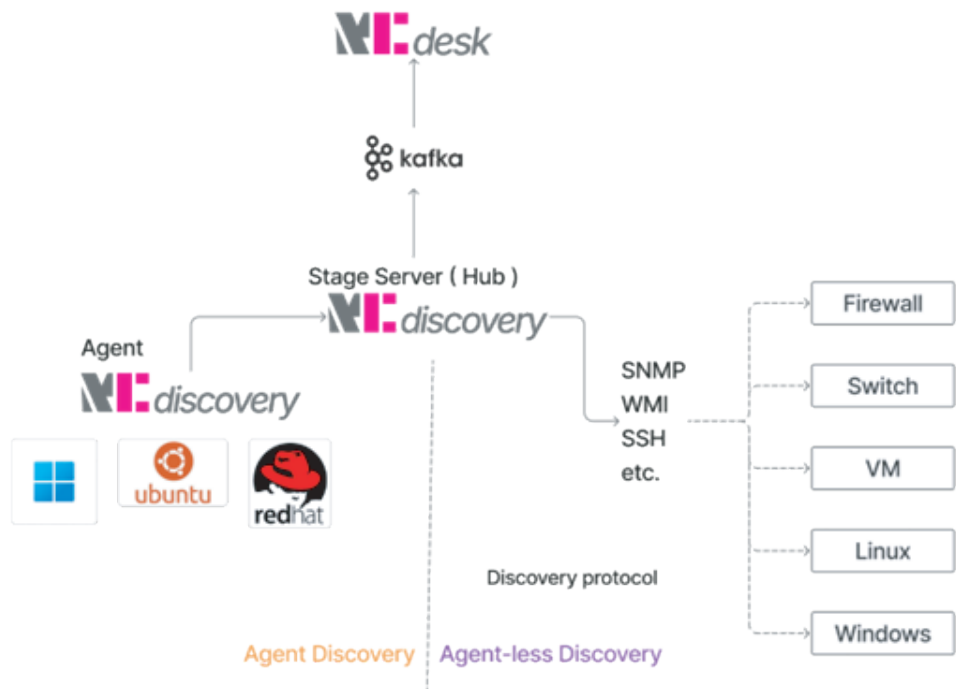 desk
kafka
Stage Server ( Hub )
discovery
Agent
discovery
ubuntu
redhat
SNMP
WMI
SSH
etc.
Firewall
Switch
VM
Linux
Windows
Discovery protocol
Agent Discovery
Agent-less Discovery